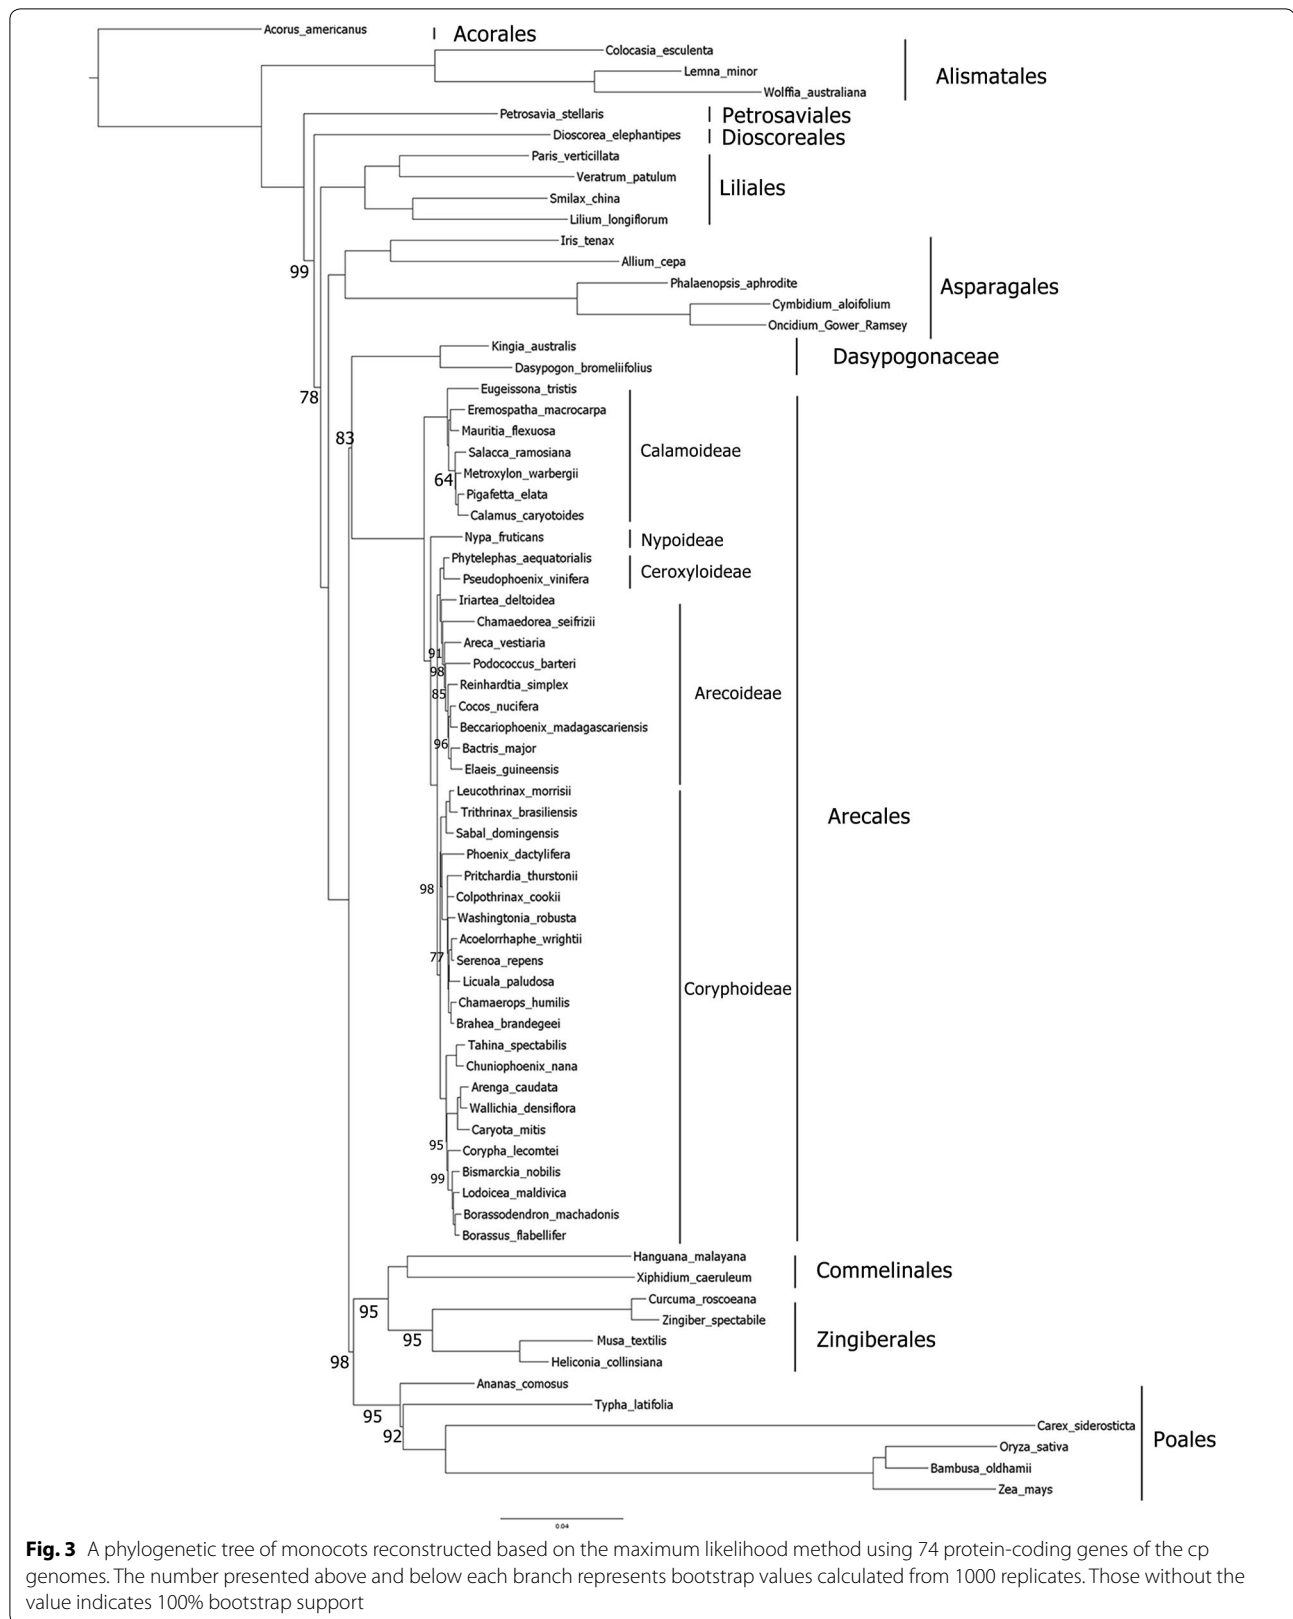 Acorus_americanus
Acorales
Colocasia_esculenta
Lemna_minor
Wolffia_australiana
Alismatales
Petrosavia_stellaris
Petrosaviales
Dioscorea_elephantipes
Dioscoreales
Paris_verticillata
Veratrum_patulum
Smilax_china
Lilium_longiflorum
Liliales
Iris_tenax
Allium_cepa
Phalaenopsis_aphrodite
Cymbidium_aloifolium
Oncidium_Gower_Ramsey
Asparagales
99
Kingia_australis
Dasypogon_bromeliifolius
Dasypogonaceae
78
83
Eugeissona_tristis
Eremospatha_macrocarpa
Mauritia_flexuosa
Salacca_ramosiana
Metroxylon_warbergii
Pigafetta_elata
Calamus_caryotoides
Calamoideae
64
Nypa_fruticans
Nypoideae
Phytelephas_aequatorialis
Pseudophoenix_vinifera
Ceroxyloideae
Iriartea_deltoidea
Chamaedorea_seifrizii
Areca_vestiaria
91
Podococcus_barteri
98
Reinhardtia_simplex
85
Cocos_nucifera
Beccariophoenix_madagascariensis
Bactris_major
96
Elaeis_guineensis
Arecoideae
Leucothrinax_morrisii
Trithrinax_brasiliensis
Sabal_domingensis
Arecales
Phoenix_dactylifera
Pritchardia_thurstonii
98
Colpothrinax_cookii
Washingtonia_robusta
Acoelorrhaphe_wrightii
77
Serenoa_repens
Licuala_paludosa
Coryphoideae
Chamaerops_humilis
Brahea_brandegeei
Tahina_spectabilis
Chuniophoenix_nana
Arenga_caudata
Wallichia_densiflora
Caryota_mitis
95
Corypha_lecomtei
Bismarckia_nobilis
99
Lodoicea_maldivica
Borassodendron_machadonis
Borassus_flabellifer
Hanguana_malayana
Xiphidium_caeruleum
Commelinales
Curcuma_roscoeana
95
Zingiber_spectabile
95
Musa_textilis
Heliconia_collinsiana
Zingiberales
98
Ananas_comosus
Typha_latifolia
95
92
Carex_siderosticta
Oryza_sativa
Bambusa_oldhamii
Zea_mays
Poales
0.04
Fig. 3 A phylogenetic tree of monocots reconstructed based on the maximum likelihood method using 74 protein-coding genes of the cp
genomes. The number presented above and below each branch represents bootstrap values calculated from 1000 replicates. Those without the
value indicates 100% bootstrap support